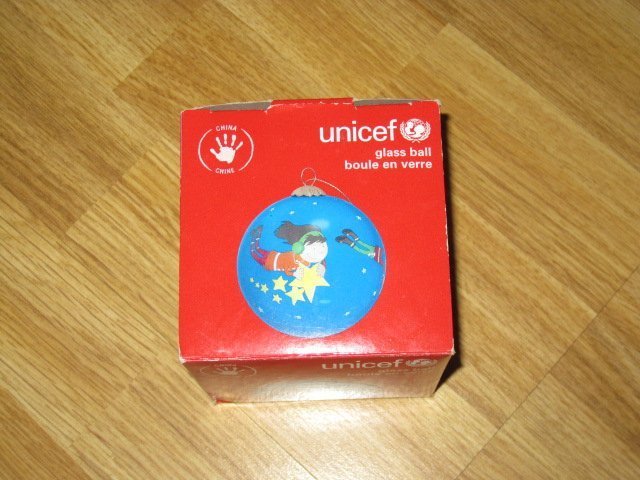 CHINA
CHINE
unicef
glass ball
boule en verre
unicef